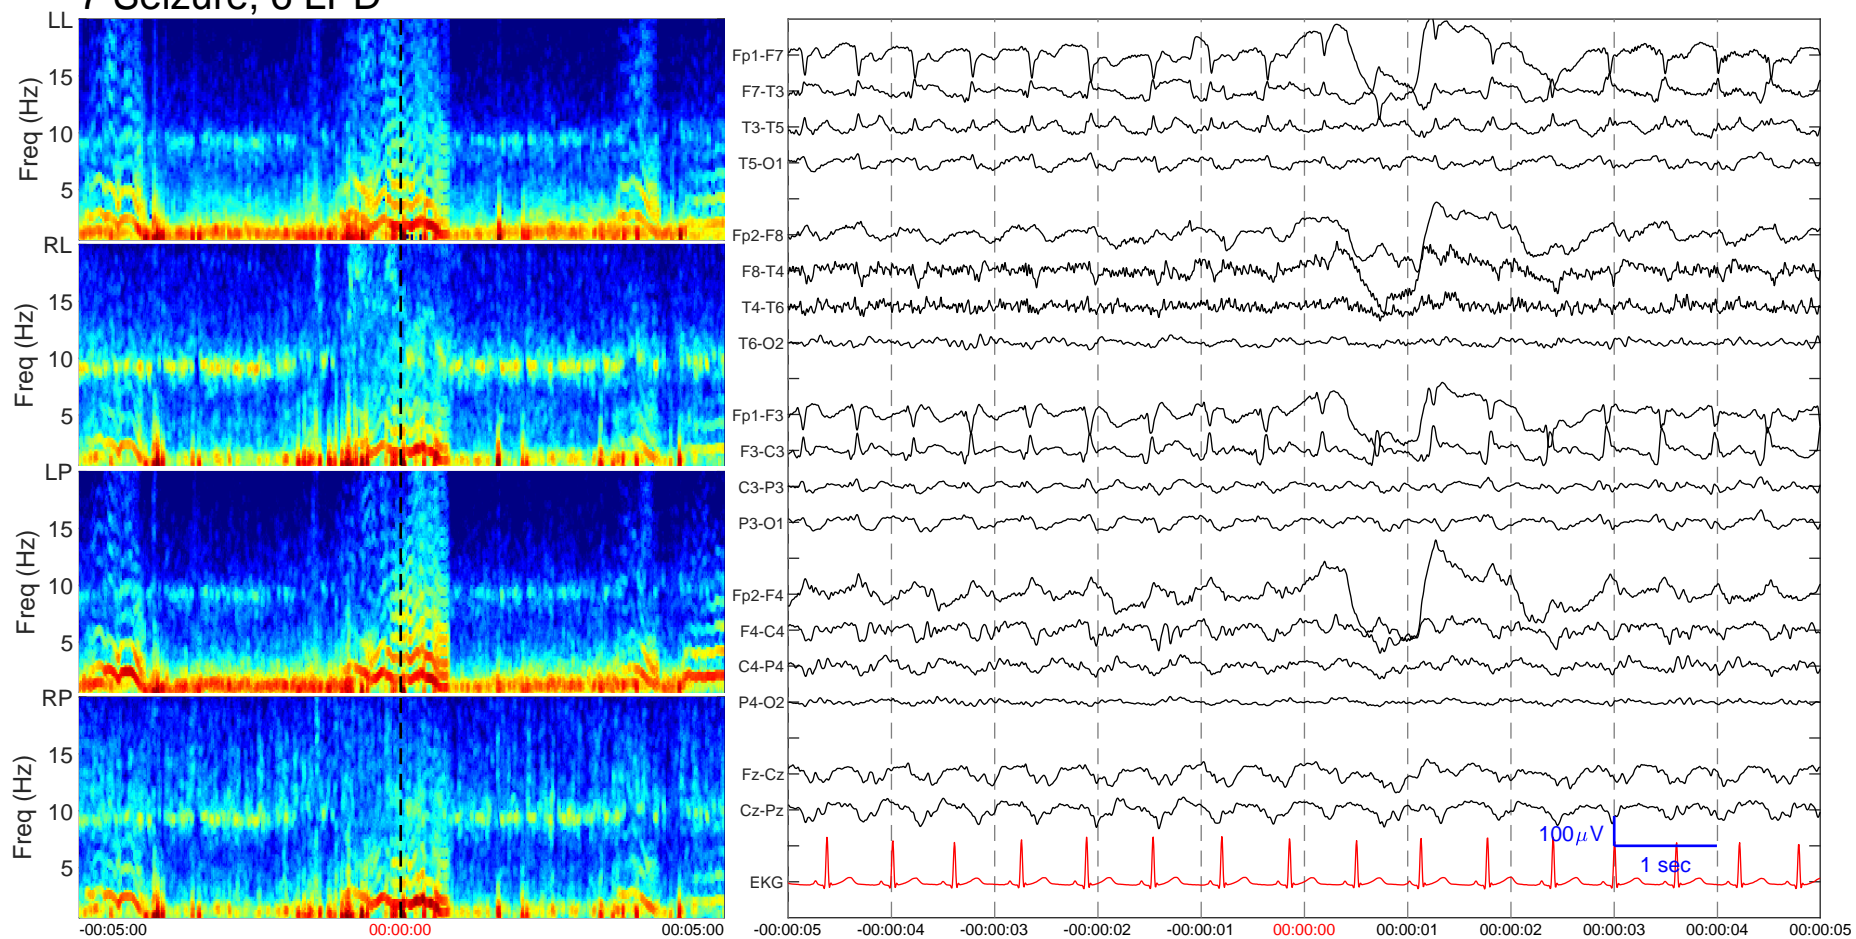 7 Seizure, 6 LPD
LL
Freq (Hz)
15
10
5
RL
Freq (Hz)
15
10
5
LP
Freq (Hz)
15
10
5
RP
Freq (Hz)
15
10
5
-00:05:00
00:00:00
00:05:00
Fp1-F7
F7-T3
T3-T5
T5-O1
Fp2-F8
F8-T4
T4-T6
T6-O2
Fp1-F3
F3-C3
C3-P3
P3-O1
Fp2-F4
F4-C4
C4-P4
P4-O2
Fz-Cz
Cz-Pz
EKG
100μV
1 sec
-00:00:05
-00:00:04
-00:00:03
-00:00:02
-00:00:01
00:00:00
00:00:01
00:00:02
00:00:03
00:00:04
00:00:05